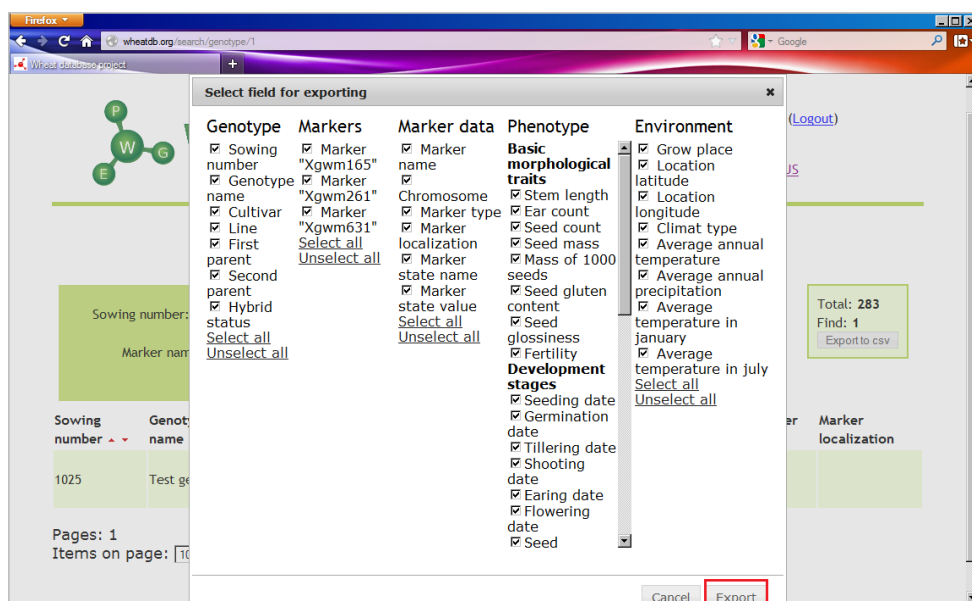 Firefox
wheatdb.org/search/genotype/1
Google
Wheat database project
P
W
G
E
(Logout)
US
Select field for exporting
Genotype
Sowing
number
Genotype
name
Cultivar
Line
First
parent
Second
parent
Hybrid
status
Select all
Unselect all
Markers
Marker
"Xgwm165"
Marker
"Xgwm261"
Marker
"Xgwm631"
Select all
Unselect all
Marker data
Marker
name
Chromosome
Marker type
Marker
localization
Marker
state name
Marker
state value
Select all
Unselect all
Phenotype
Basic
morphological
traits
Stem length
Ear count
Seed count
Seed mass
Mass of 1000
seeds
Seed gluten
content
Seed
glossiness
Fertility
Development
stages
Seeding date
Germination
date
Tillering date
Shooting
date
Earing date
Flowering
date
Seed
Environment
Grow place
Location
latitude
Location
longitude
Climat type
Average annual
temperature
Average annual
precipitation
Average
temperature in
january
Average
temperature in july
Select all
Unselect all
Cancel Export
Sowing number:
Marker nam
Total: 283
Find: 1
Export to csv
Sowing
number
Genot
name
er
Marker
localization
1025
Test ge
Pages: 1
Items on page: 10